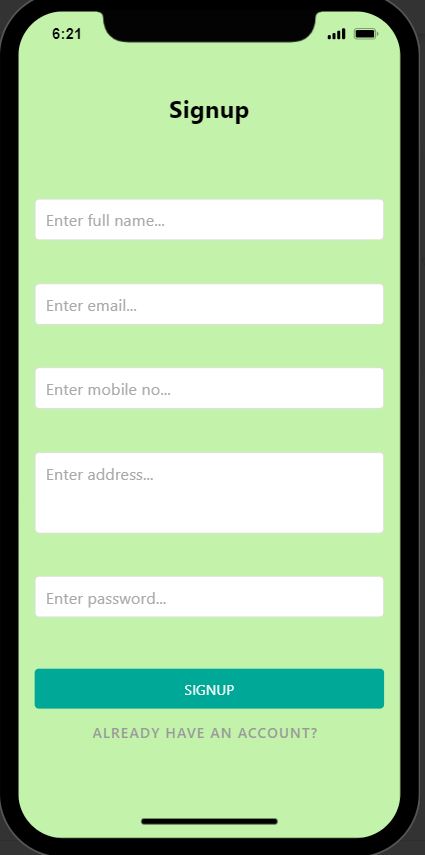 6:21
Signup
Enter full name...
Enter email...
Enter mobile no...
Enter address...
Enter password...
SIGNUP
ALREADY HAVE AN ACCOUNT?